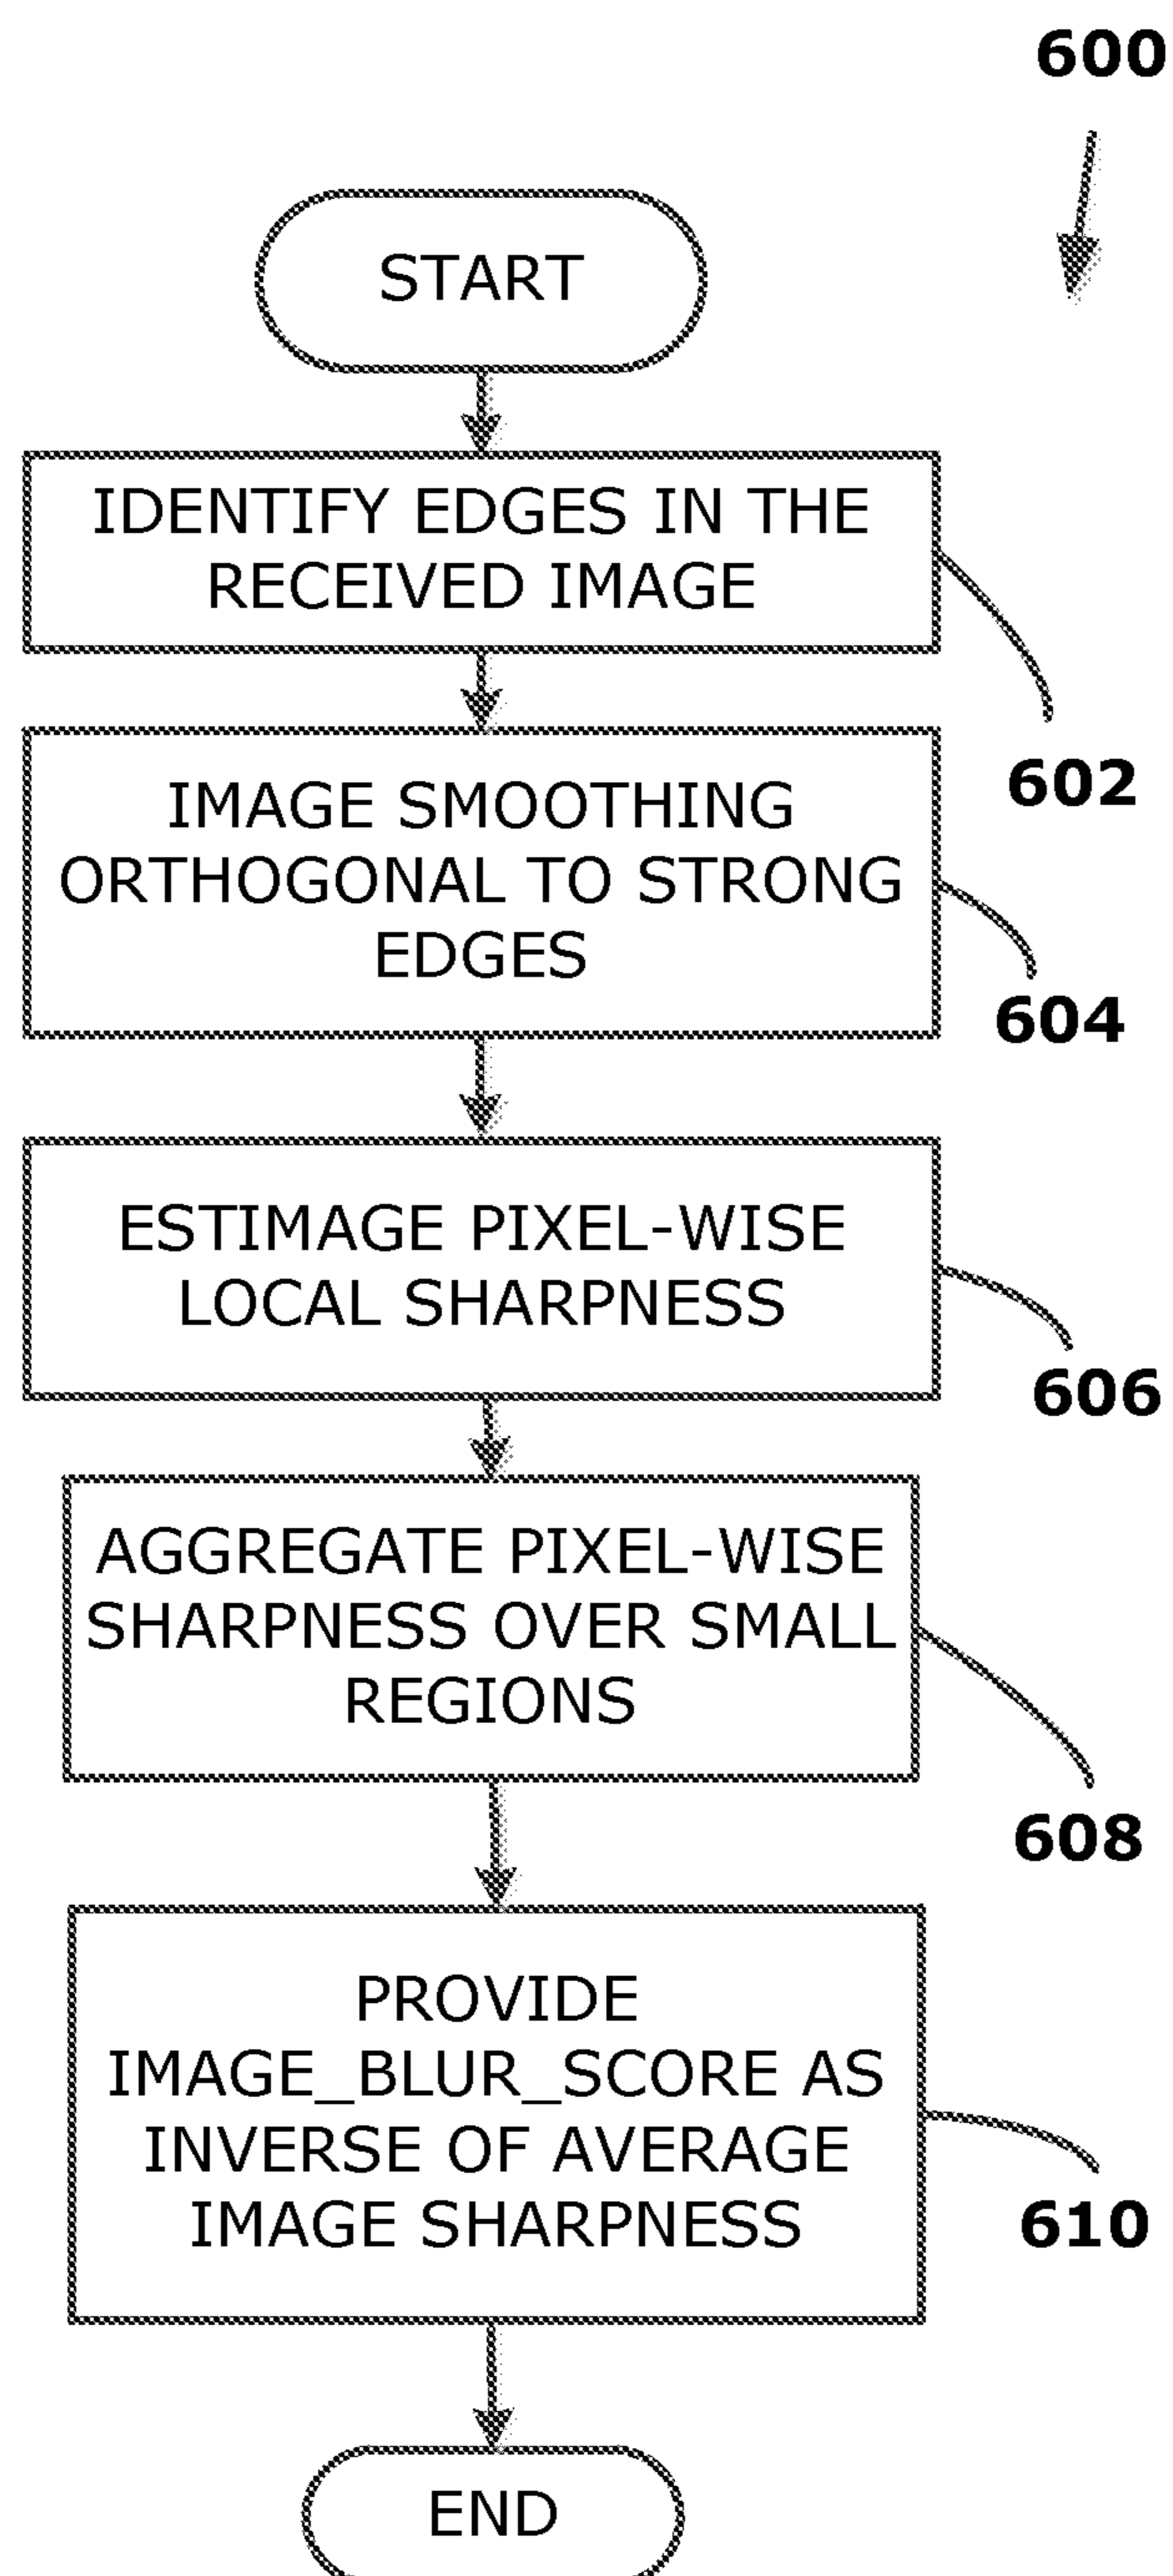 600
START
IDENTIFY EDGES IN THE
RECEIVED IMAGE
602
IMAGE SMOOTHING
ORTHOGONAL TO STRONG
EDGES
604
ESTIMAGE PIXEL-WISE
LOCAL SHARPNESS
606
AGGREGATE PIXEL-WISE
SHARPNESS OVER SMALL
REGIONS
608
PROVIDE
IMAGE_BLUR_SCORE AS
INVERSE OF AVERAGE
IMAGE SHARPNESS
610
END